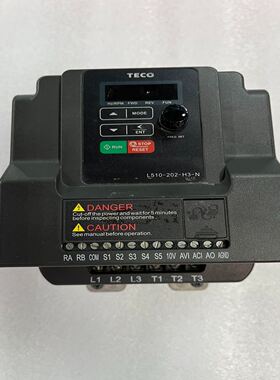 TECO
Hz/RPM FWD REV FUN
▲ MODE
▼ < /ENT
FREQ.SET
RUN STOP/RESET
L510-202-H3-N
DANGER
Cut-off the power and wait for 5 minutes
before inspecting components.
CAUTION
See manual before operation.
RA RB COM S1 S2 S3 S4 S5 10V AVI ACI AO AGND
L1 L2 L3 T1 T2 T3